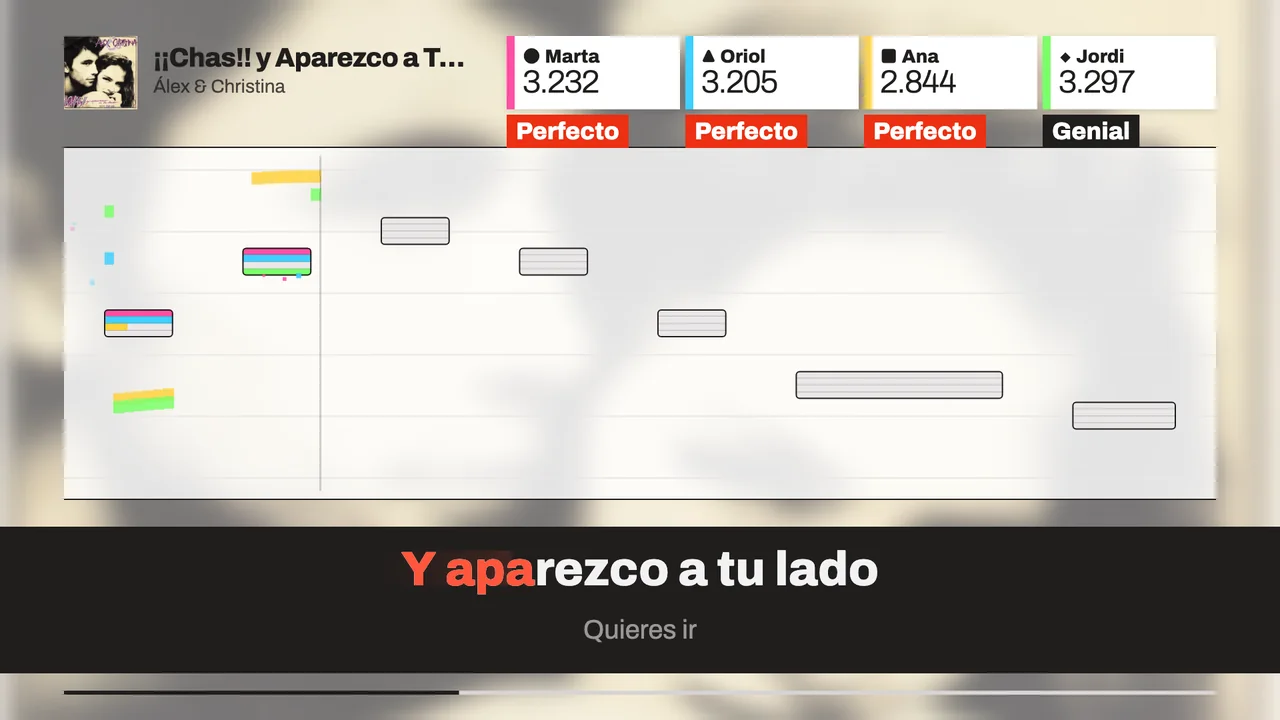 ¡¡Chas!! y Aparezco a T...
Álex & Christina
Marta
3.232
Perfecto
Oriol
3.205
Perfecto
Ana
2.844
Perfecto
Jordi
3.297
Genial
Y aparezco a tu lado
Quieres ir